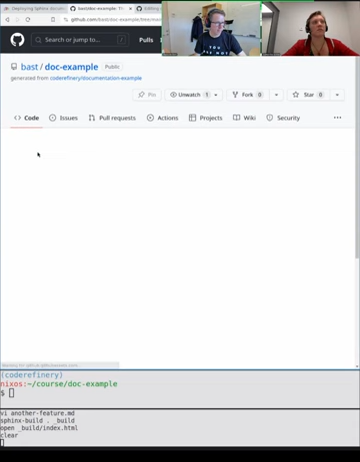 Deploying Sphinx document
bast/doc-example: T
Editing
github.com/bast/doc-example/tree/mai
Search or jump to...
/
Pulls
YOU
bast / doc-example Public
generated from coderefinery/documentation-example
Pin
Unwatch 1
Fork 0
Star 0
<> Code
Issues
Pull requests
Actions
Projects
Wiki
Security
...
(coderefinery)
nixos:~/course/doc-example
$
vi another-feature.md
sphinx-build . _build
open _build/index.html
clear